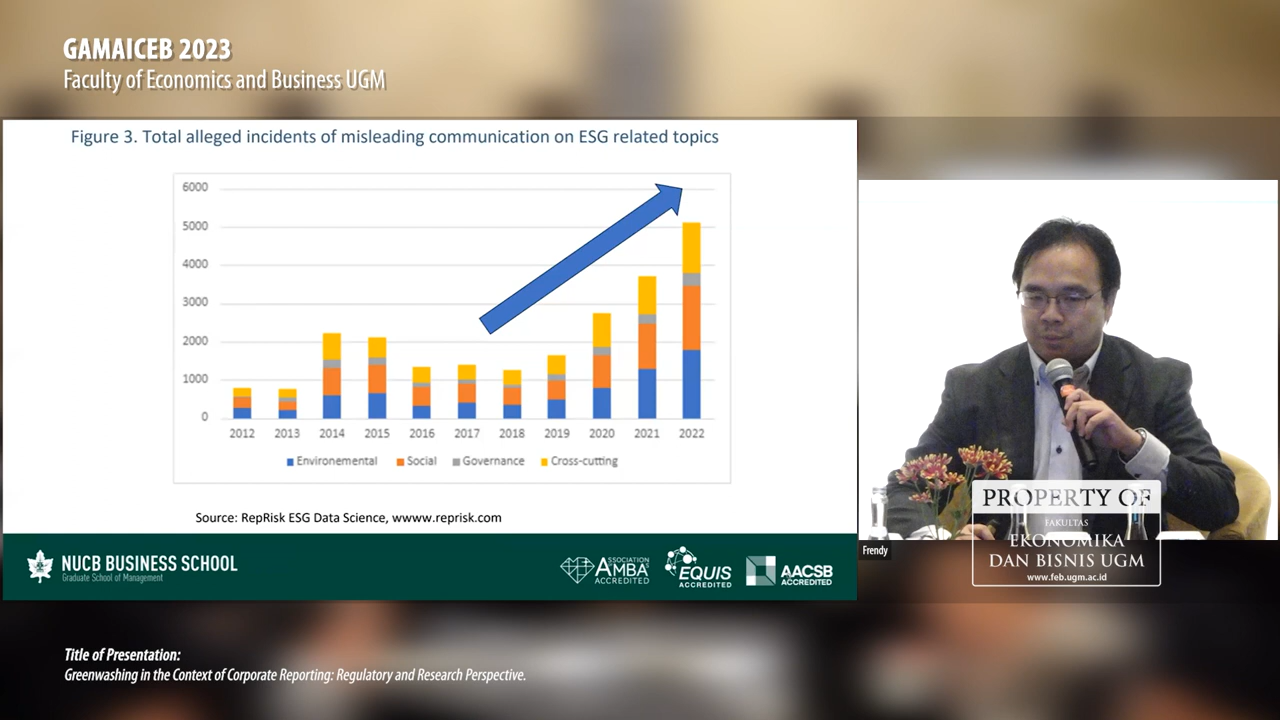 GAMAICEB 2023
Faculty of Economics and Business UGM
Figure 3. Total alleged incidents of misleading communication on ESG related topics
6000
5000
4000
3000
2000
1000
0
2012 2013 2014 2015 2016 2017 2018 2019 2020 2021 2022
Environemental Social Governance Cross-cutting
Source: RepRisk ESG Data Science, wwww.reprisk.com
NUCB BUSINESS SCHOOL
Graduate School of Management
ASSOCIATION
AMBA
ACCREDITED
EQUIS
ACCREDITED
AACSB
ACCREDITED
Frendy
PROPERTY OF
FAKULTAS
EKONOMIKA
DAN BISNIS UGM
www.feb.ugm.ac.id
Title of Presentation:
Greenwashing in the Context of Corporate Reporting: Regulatory and Research Perspective.